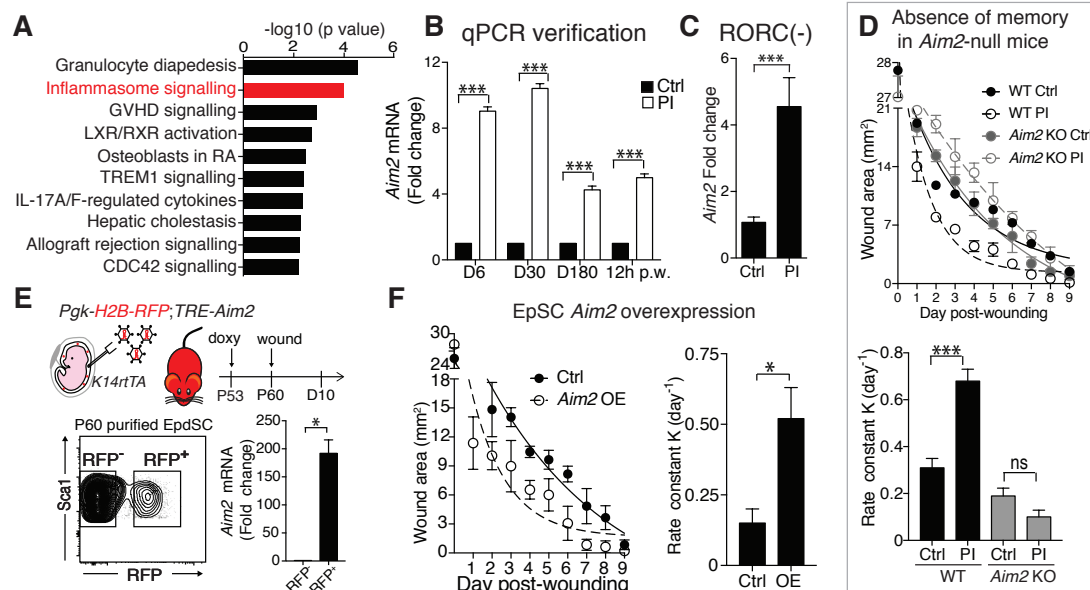 A
-log10 (p value)
0 2 4 6
Granulocyte diapedesis
Inflammasome signalling
GVHD signalling
LXR/RXR activation
Osteoblasts in RA
TREM1 signalling
IL-17A/F-regulated cytokines
Hepatic cholestasis
Allograft rejection signalling
CDC42 signalling
B
qPCR verification
Aim2 mRNA
(Fold change)
12
8
4
0
***
***
***
***
Ctrl
PI
D6 D30 D180 12h p.w.
C
RORC(-)
Aim2 Fold change
6
4
2
0
***
Ctrl PI
D
Absence of memory
in Aim2-null mice
Wound area (mm²)
28
27
21
14
7
0
WT Ctrl
WT PI
Aim2 KO Ctrl
Aim2 KO PI
0 1 2 3 4 5 6 7 8 9
Day post-wounding
Rate constant K (day⁻¹)
0.8
0.6
0.4
0.2
0
***
ns
Ctrl PI Ctrl PI
WT Aim2 KO
E
Pgk-H2B-RFP;TRE-Aim2
K14rtTA
doxy wound
P53 P60 D10
P60 purified EpdSC
RFP⁻ RFP⁺
Sca1
RFP
Aim2 mRNA
(Fold change)
250
200
150
100
50
0
*
RFP⁻ RFP⁺
F
EpSC Aim2 overexpression
Wound area (mm²)
30
24
18
15
12
9
6
3
0
Ctrl
Aim2 OE
1 2 3 4 5 6 7 8 9
Day post-wounding
Rate constant K (day⁻¹)
0.75
0.50
0.25
0
*
Ctrl OE